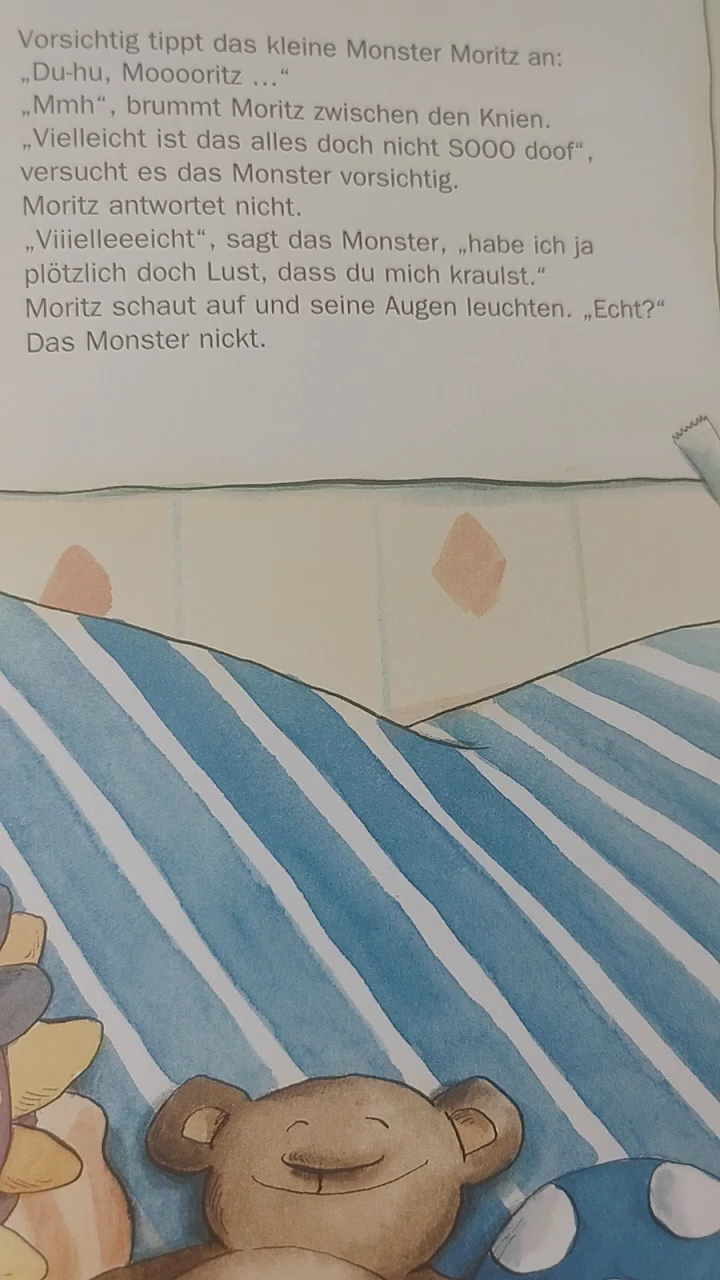 Vorsichtig tippt das kleine Monster Moritz an:
„Du-hu, Mooooritz ...“
„Mmh“, brummt Moritz zwischen den Knien.
„Vielleicht ist das alles doch nicht SOOO doof“,
versucht es das Monster vorsichtig.
Moritz antwortet nicht.
„Viiielleeeicht“, sagt das Monster, „habe ich ja
plötzlich doch Lust, dass du mich kraulst.“
Moritz schaut auf und seine Augen leuchten. „Echt?“
Das Monster nickt.